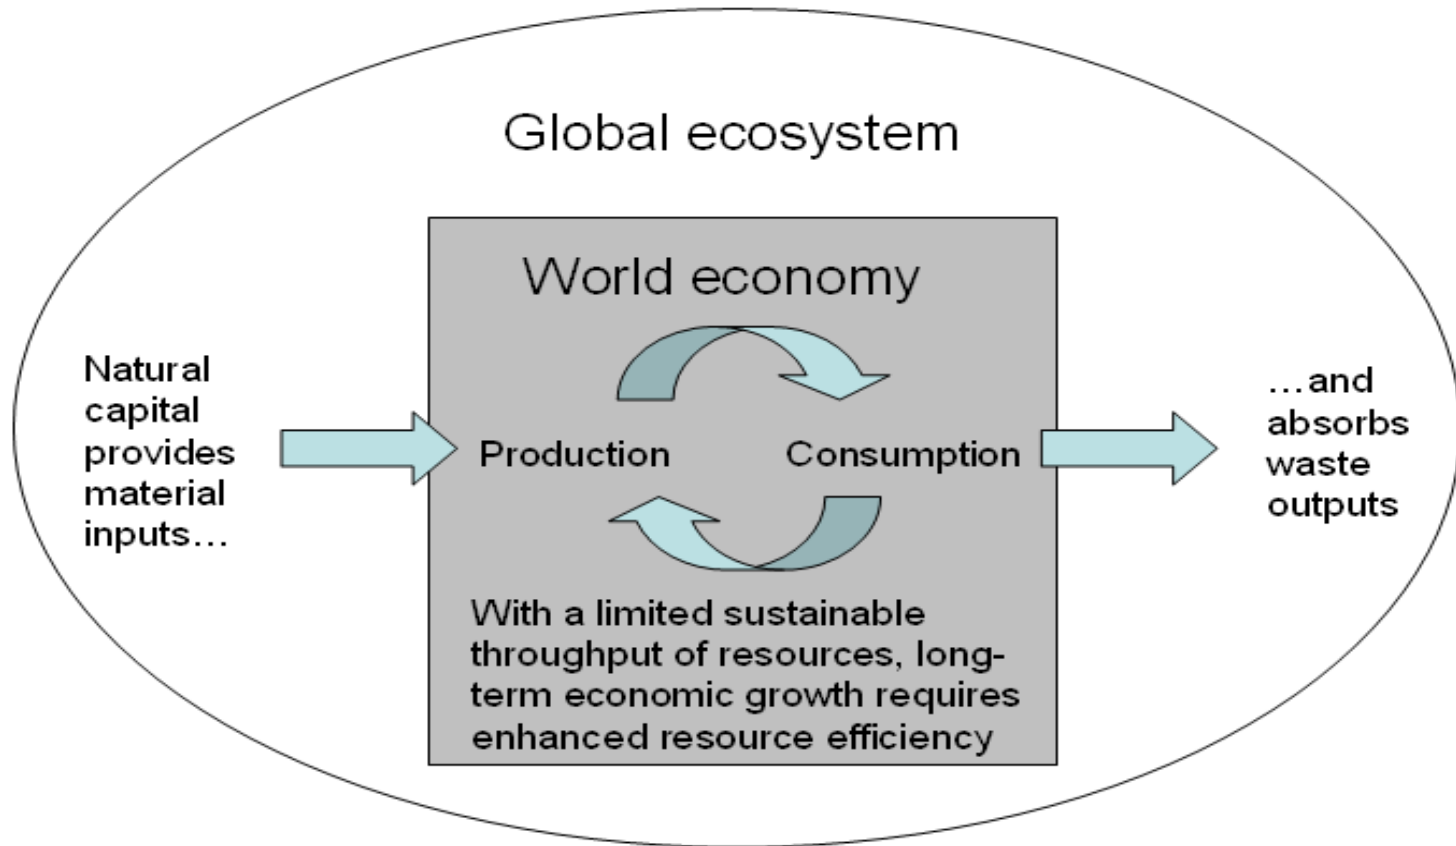 Global ecosystem
World economy
Natural
capital
provides
material
inputs…
Production
Consumption
…and
absorbs
waste
outputs
With a limited sustainable
throughput of resources, long-
term economic growth requires
enhanced resource efficiency